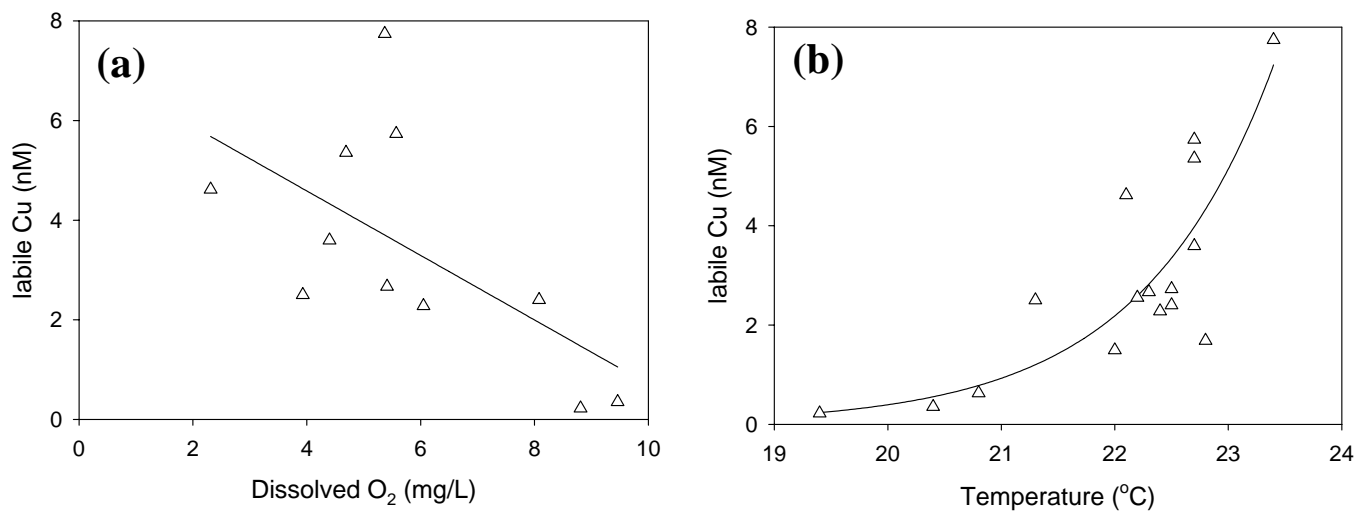 (a)
labile Cu (nM)
8
6
4
2
0
0 2 4 6 8 10
Dissolved O₂ (mg/L)
(b)
labile Cu (nM)
8
6
4
2
0
19 20 21 22 23 24
Temperature (ᵒC)